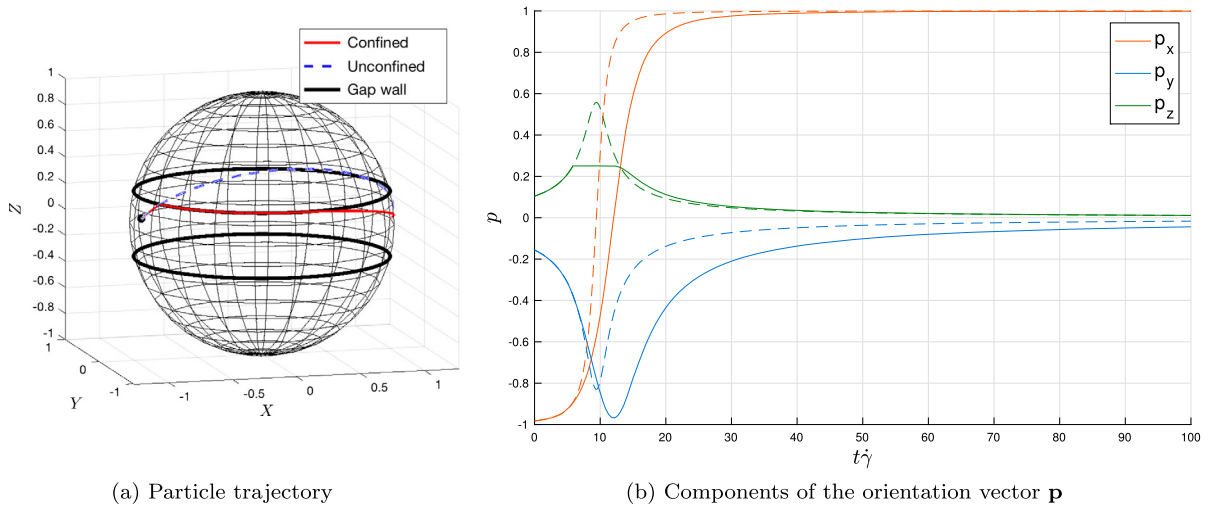 Confined
Unconfined
Gap wall
1
0.8
0.6
0.4
0.2
0
-0.2
-0.4
-0.6
-0.8
-1
Z
1
0
-1
Y
-1
-0.5
0
0.5
1
X
(a) Particle trajectory
1
0.8
0.6
0.4
0.2
0
-0.2
-0.4
-0.6
-0.8
-1
p
p_x
p_y
p_z
0 10 20 30 40 50 60 70 80 90 100
tγ̇
(b) Components of the orientation vector p